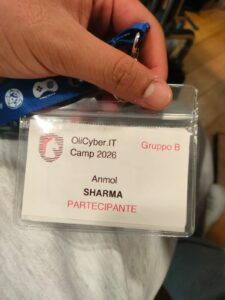 OliCyber.IT
Camp 2026
Gruppo B
Anmol
SHARMA
PARTECIPANTE